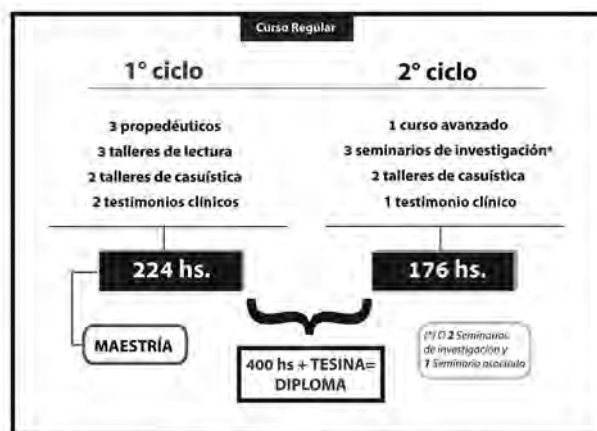 Curso Regular
1° ciclo
3 propedéuticos
3 talleres de lectura
2 talleres de casuística
2 testimonios clínicos
224 hs.
MAESTRÍA
2° ciclo
1 curso avanzado
3 seminarios de investigación*
2 talleres de casuística
1 testimonio clínico
176 hs.
400 hs + TESINA=
DIPLOMA
(*) O 2 Seminarios
de investigación y
1 Seminario asociado